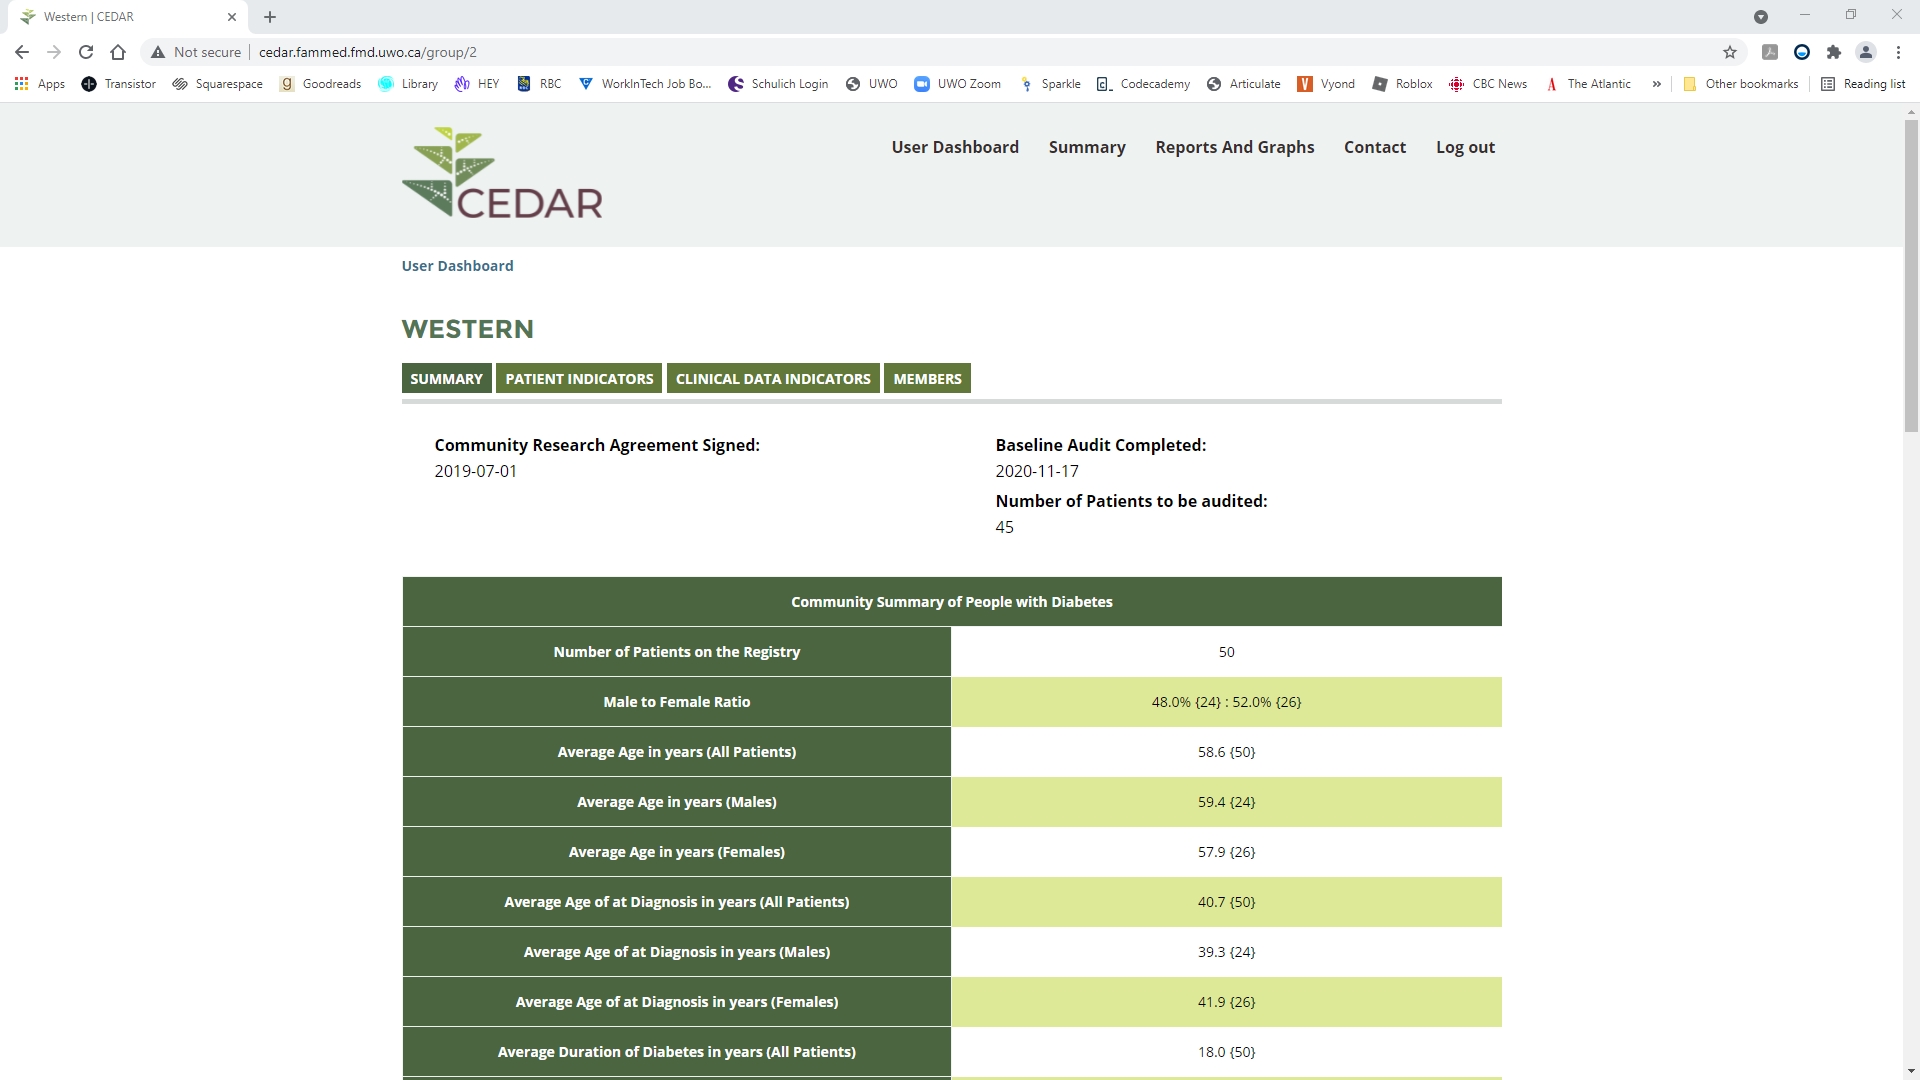 Western | CEDAR
Not secure | cedar.fammed.fmd.uwo.ca/group/2
Apps Transistor Squarespace Goodreads Library HEY RBC WorkInTech Job Bo... Schulich Login UWO UWO Zoom Sparkle Codecademy Articulate Vyond Roblox CBC News The Atlantic » Other bookmarks Reading list
CEDAR
User Dashboard Summary Reports And Graphs Contact Log out
User Dashboard
WESTERN
SUMMARY PATIENT INDICATORS CLINICAL DATA INDICATORS MEMBERS
Community Research Agreement Signed:
2019-07-01
Baseline Audit Completed:
2020-11-17
Number of Patients to be audited:
45
Community Summary of People with Diabetes
Number of Patients on the Registry 50
Male to Female Ratio 48.0% {24} : 52.0% {26}
Average Age in years (All Patients) 58.6 {50}
Average Age in years (Males) 59.4 {24}
Average Age in years (Females) 57.9 {26}
Average Age of at Diagnosis in years (All Patients) 40.7 {50}
Average Age of at Diagnosis in years (Males) 39.3 {24}
Average Age of at Diagnosis in years (Females) 41.9 {26}
Average Duration of Diabetes in years (All Patients) 18.0 {50}